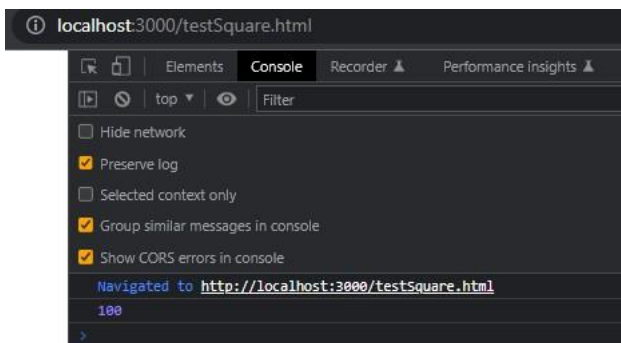 localhost:3000/testSquare.html
Elements Console Recorder Performance insights
top Filter
Hide network
Preserve log
Selected context only
Group similar messages in console
Show CORS errors in console
Navigated to http://localhost:3000/testSquare.html
100